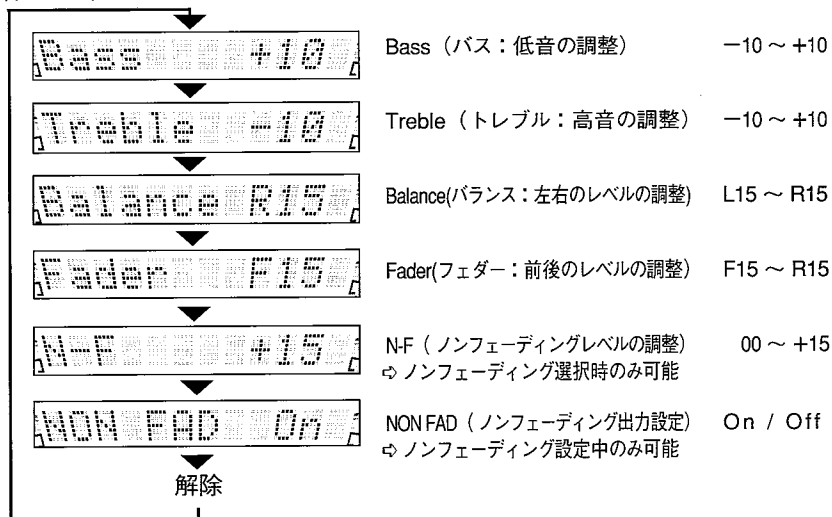 Bass +10 Bass（バス：低音の調整） −10 ～ +10
Treble -10 Treble（トレブル：高音の調整） −10 ～ +10
Balance R15 Balance(バランス：左右のレベルの調整) L15 ～ R15
Fader F15 Fader(フェダー：前後のレベルの調整) F15 ～ R15
N-F +15 N-F（ノンフェーディングレベルの調整） 00 ～ +15
⇨ ノンフェーディング選択時のみ可能
NON FAD On NON FAD（ノンフェーディング出力設定） On / Off
⇨ ノンフェーディング設定中のみ可能
解除